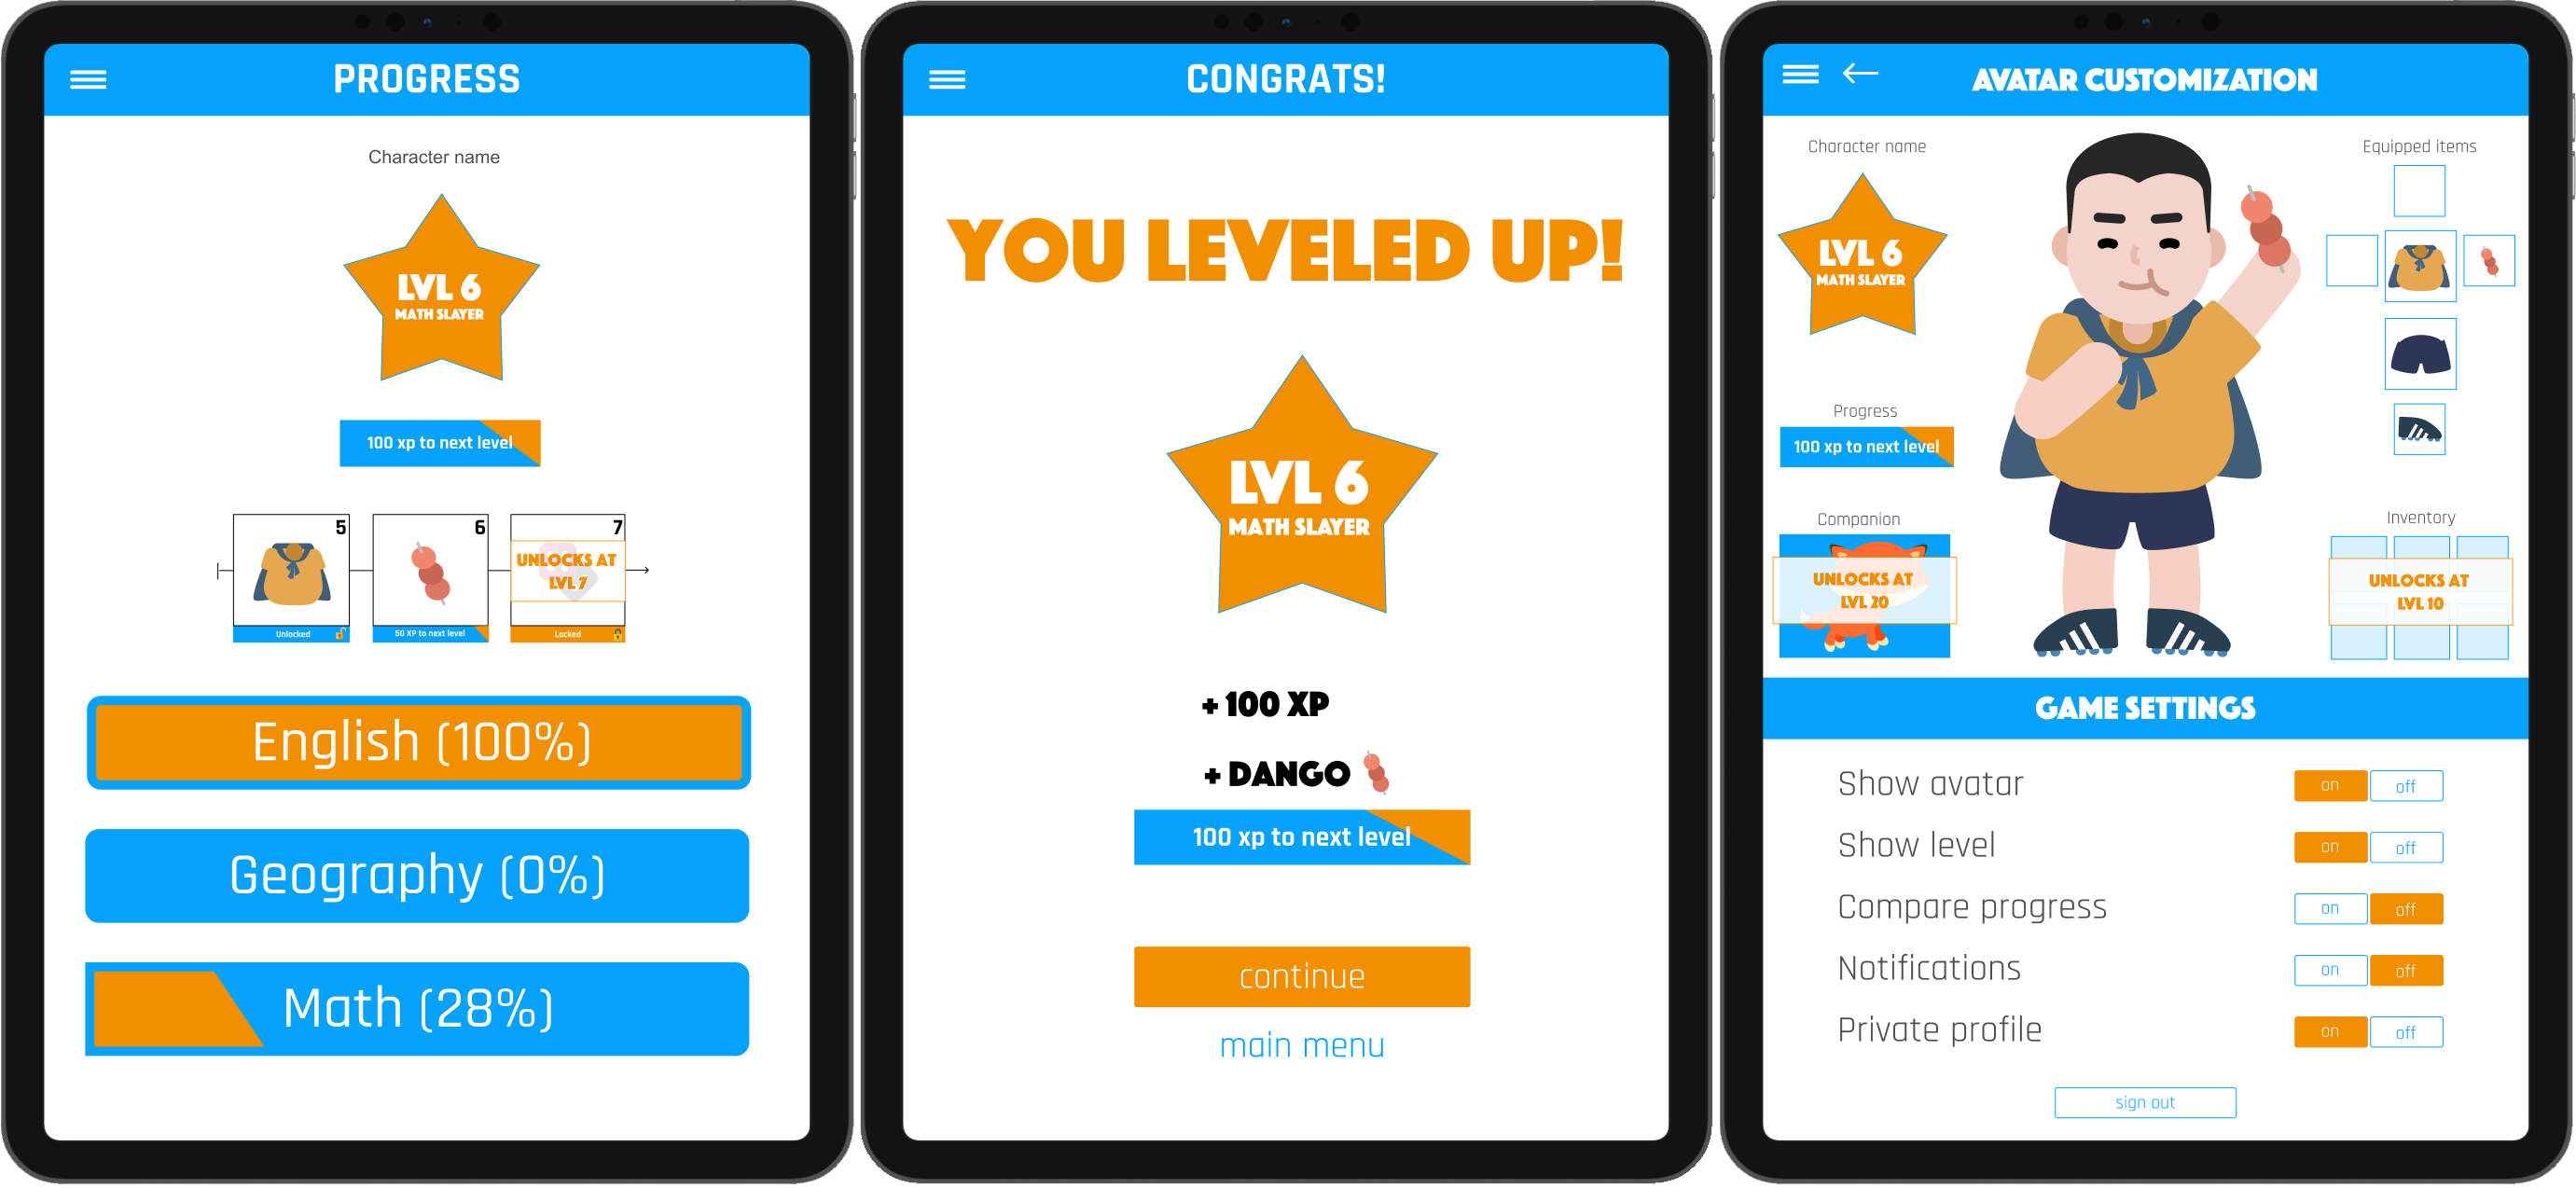 PROGRESS
Character name
LVL 6
MATH SLAYER
100 xp to next level
5
6
7
UNLOCKS AT
LVL 7
Unlocked
50 XP to next level
Locked
English (100%)
Geography (0%)
Math (28%)
CONGRATS!
YOU LEVELED UP!
LVL 6
MATH SLAYER
+ 100 XP
+ DANGO
100 xp to next level
continue
main menu
AVATAR CUSTOMIZATION
Character name
LVL 6
MATH SLAYER
Progress
100 xp to next level
Companion
UNLOCKS AT
LVL 20
Equipped items
Inventory
UNLOCKS AT
LVL 10
GAME SETTINGS
Show avatar on off
Show level on off
Compare progress on off
Notifications on off
Private profile on off
sign out